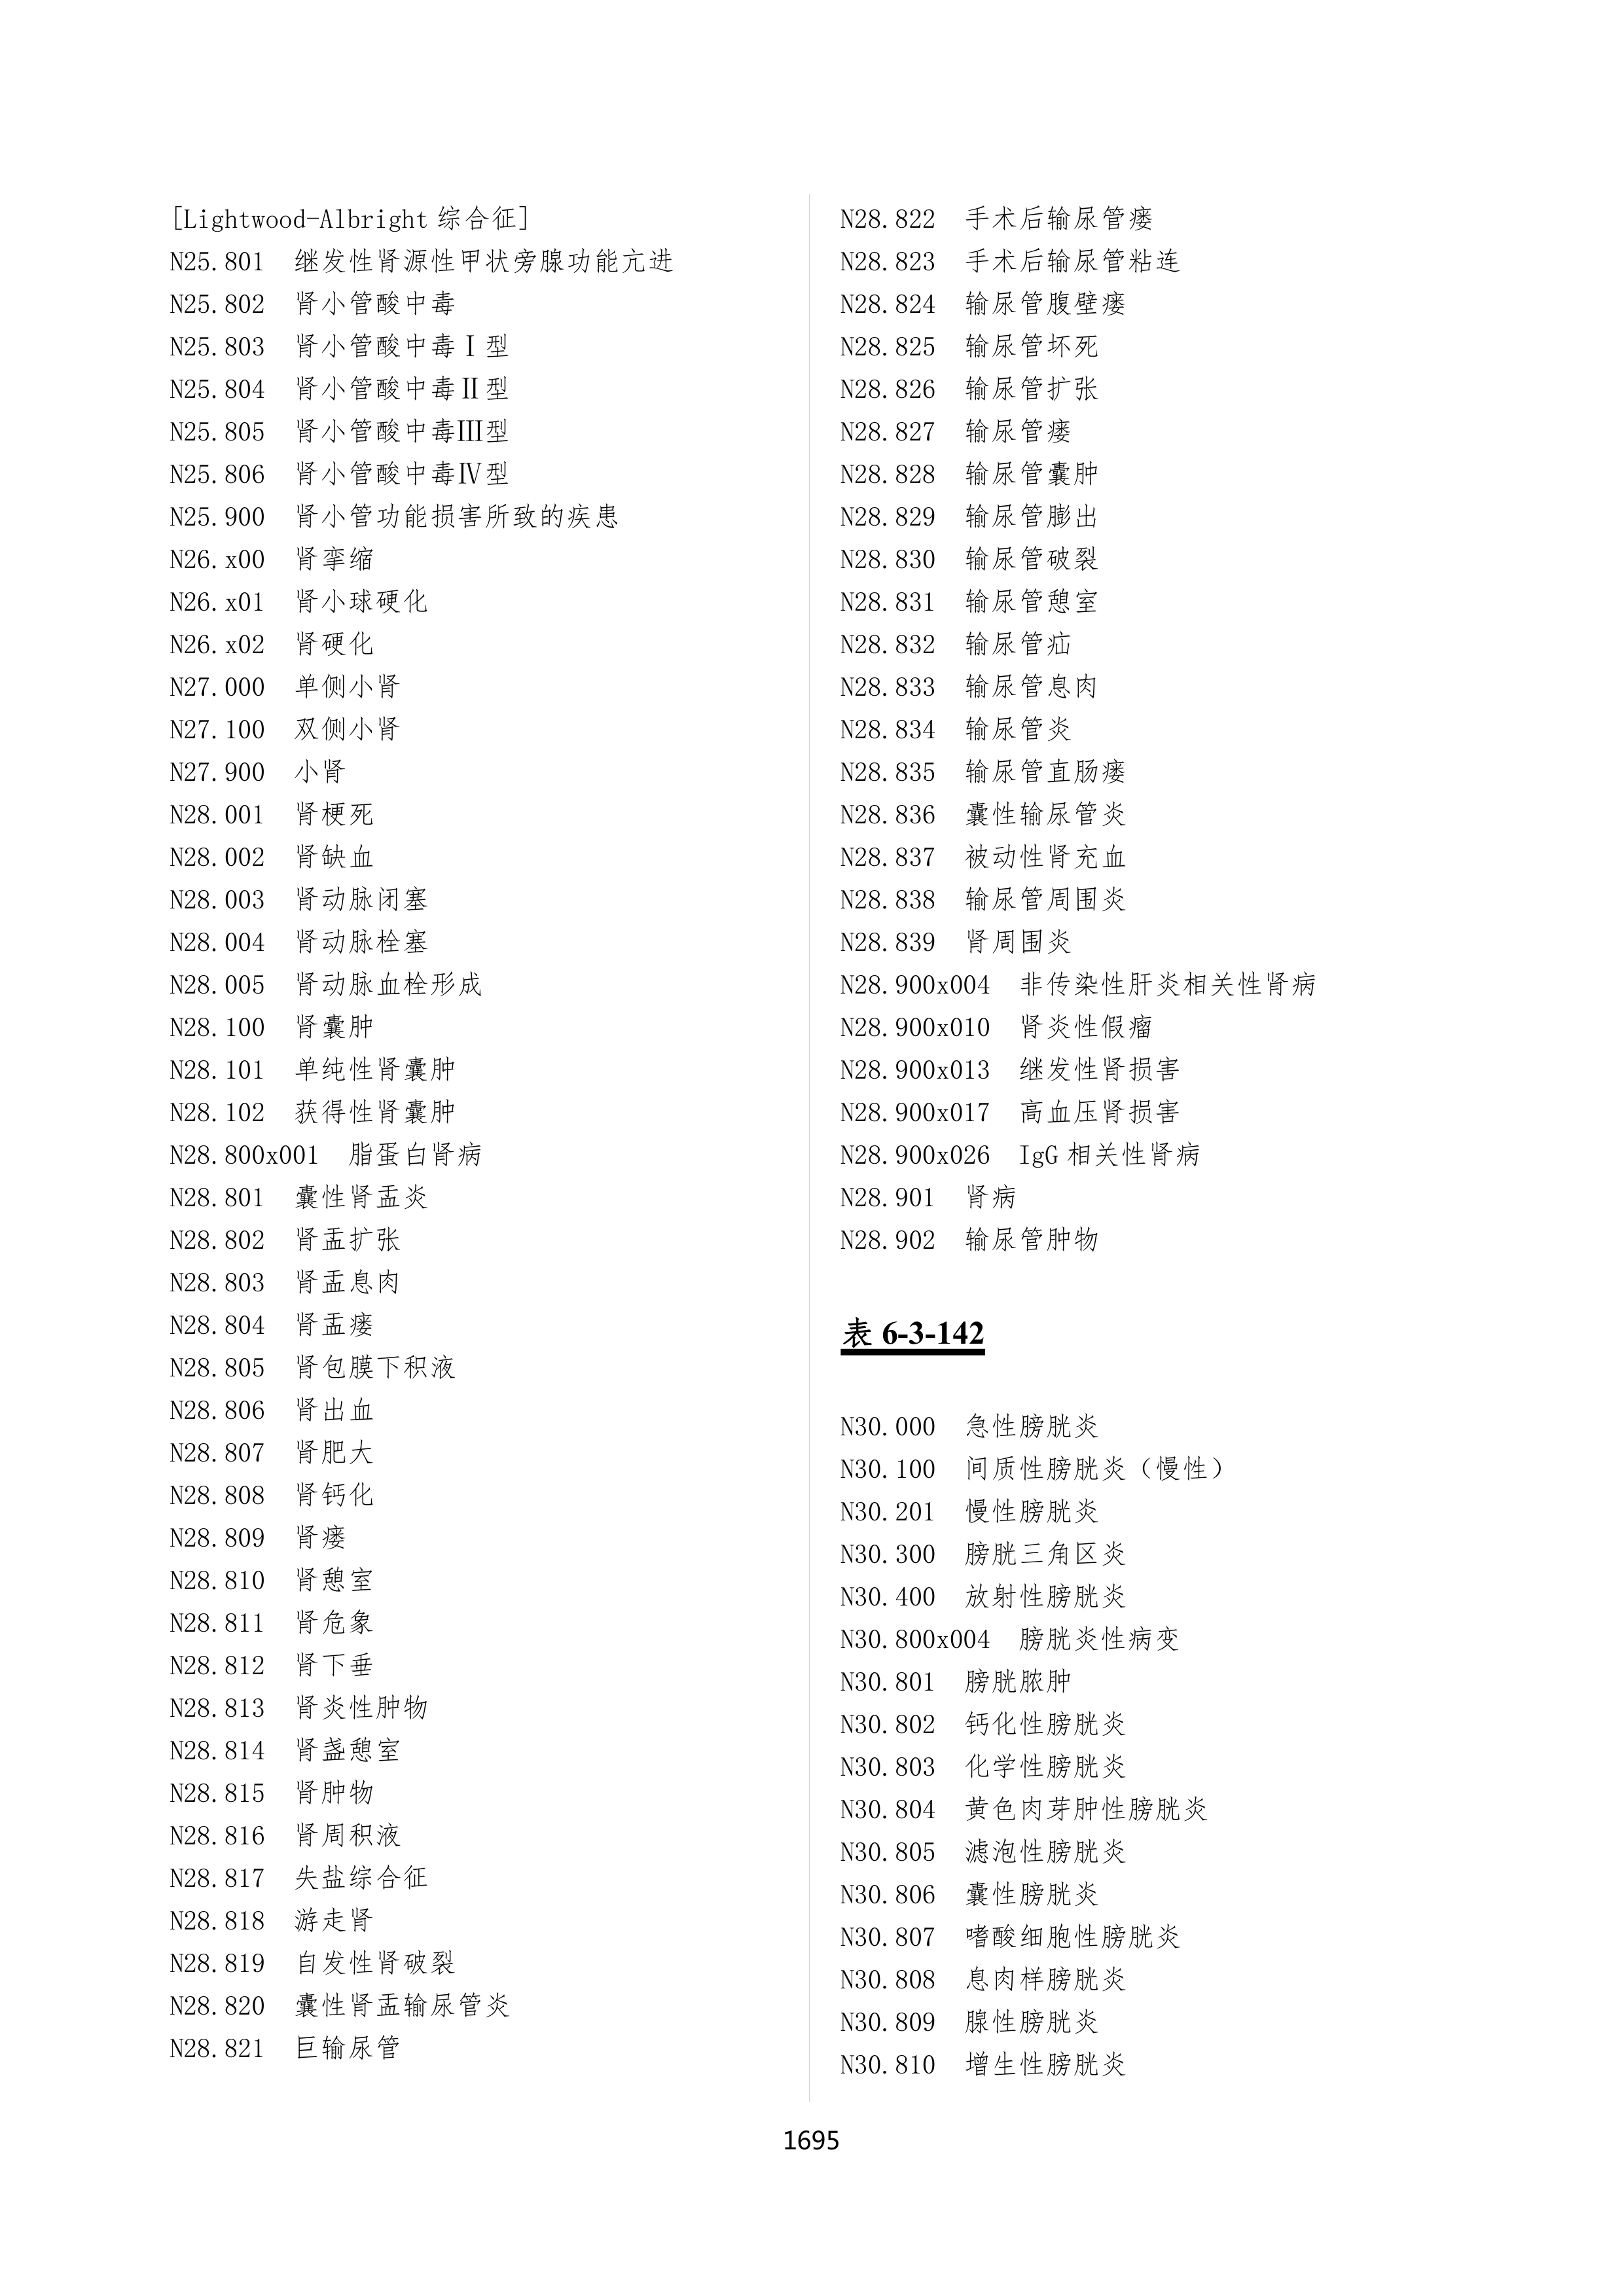 [Lightwood-Albright 综合征]
N25.801 继发性肾源性甲状旁腺功能亢进
N25.802 肾小管酸中毒
N25.803 肾小管酸中毒Ⅰ型
N25.804 肾小管酸中毒Ⅱ型
N25.805 肾小管酸中毒Ⅲ型
N25.806 肾小管酸中毒Ⅳ型
N25.900 肾小管功能损害所致的疾患
N26.x00 肾挛缩
N26.x01 肾小球硬化
N26.x02 肾硬化
N27.000 单侧小肾
N27.100 双侧小肾
N27.900 小肾
N28.001 肾梗死
N28.002 肾缺血
N28.003 肾动脉闭塞
N28.004 肾动脉栓塞
N28.005 肾动脉血栓形成
N28.100 肾囊肿
N28.101 单纯性肾囊肿
N28.102 获得性肾囊肿
N28.800x001 脂蛋白肾病
N28.801 囊性肾盂炎
N28.802 肾盂扩张
N28.803 肾盂息肉
N28.804 肾盂瘘
N28.805 肾包膜下积液
N28.806 肾出血
N28.807 肾肥大
N28.808 肾钙化
N28.809 肾瘘
N28.810 肾憩室
N28.811 肾危象
N28.812 肾下垂
N28.813 肾炎性肿物
N28.814 肾盏憩室
N28.815 肾肿物
N28.816 肾周积液
N28.817 失盐综合征
N28.818 游走肾
N28.819 自发性肾破裂
N28.820 囊性肾盂输尿管炎
N28.821 巨输尿管
N28.822 手术后输尿管瘘
N28.823 手术后输尿管粘连
N28.824 输尿管腹壁瘘
N28.825 输尿管坏死
N28.826 输尿管扩张
N28.827 输尿管瘘
N28.828 输尿管囊肿
N28.829 输尿管膨出
N28.830 输尿管破裂
N28.831 输尿管憩室
N28.832 输尿管疝
N28.833 输尿管息肉
N28.834 输尿管炎
N28.835 输尿管直肠瘘
N28.836 囊性输尿管炎
N28.837 被动性肾充血
N28.838 输尿管周围炎
N28.839 肾周围炎
N28.900x004 非传染性肝炎相关性肾病
N28.900x010 肾炎性假瘤
N28.900x013 继发性肾损害
N28.900x017 高血压肾损害
N28.900x026 IgG 相关性肾病
N28.901 肾病
N28.902 输尿管肿物
表 6-3-142
N30.000 急性膀胱炎
N30.100 间质性膀胱炎（慢性）
N30.201 慢性膀胱炎
N30.300 膀胱三角区炎
N30.400 放射性膀胱炎
N30.800x004 膀胱炎性病变
N30.801 膀胱脓肿
N30.802 钙化性膀胱炎
N30.803 化学性膀胱炎
N30.804 黄色肉芽肿性膀胱炎
N30.805 滤泡性膀胱炎
N30.806 囊性膀胱炎
N30.807 嗜酸细胞性膀胱炎
N30.808 息肉样膀胱炎
N30.809 腺性膀胱炎
N30.810 增生性膀胱炎
1695